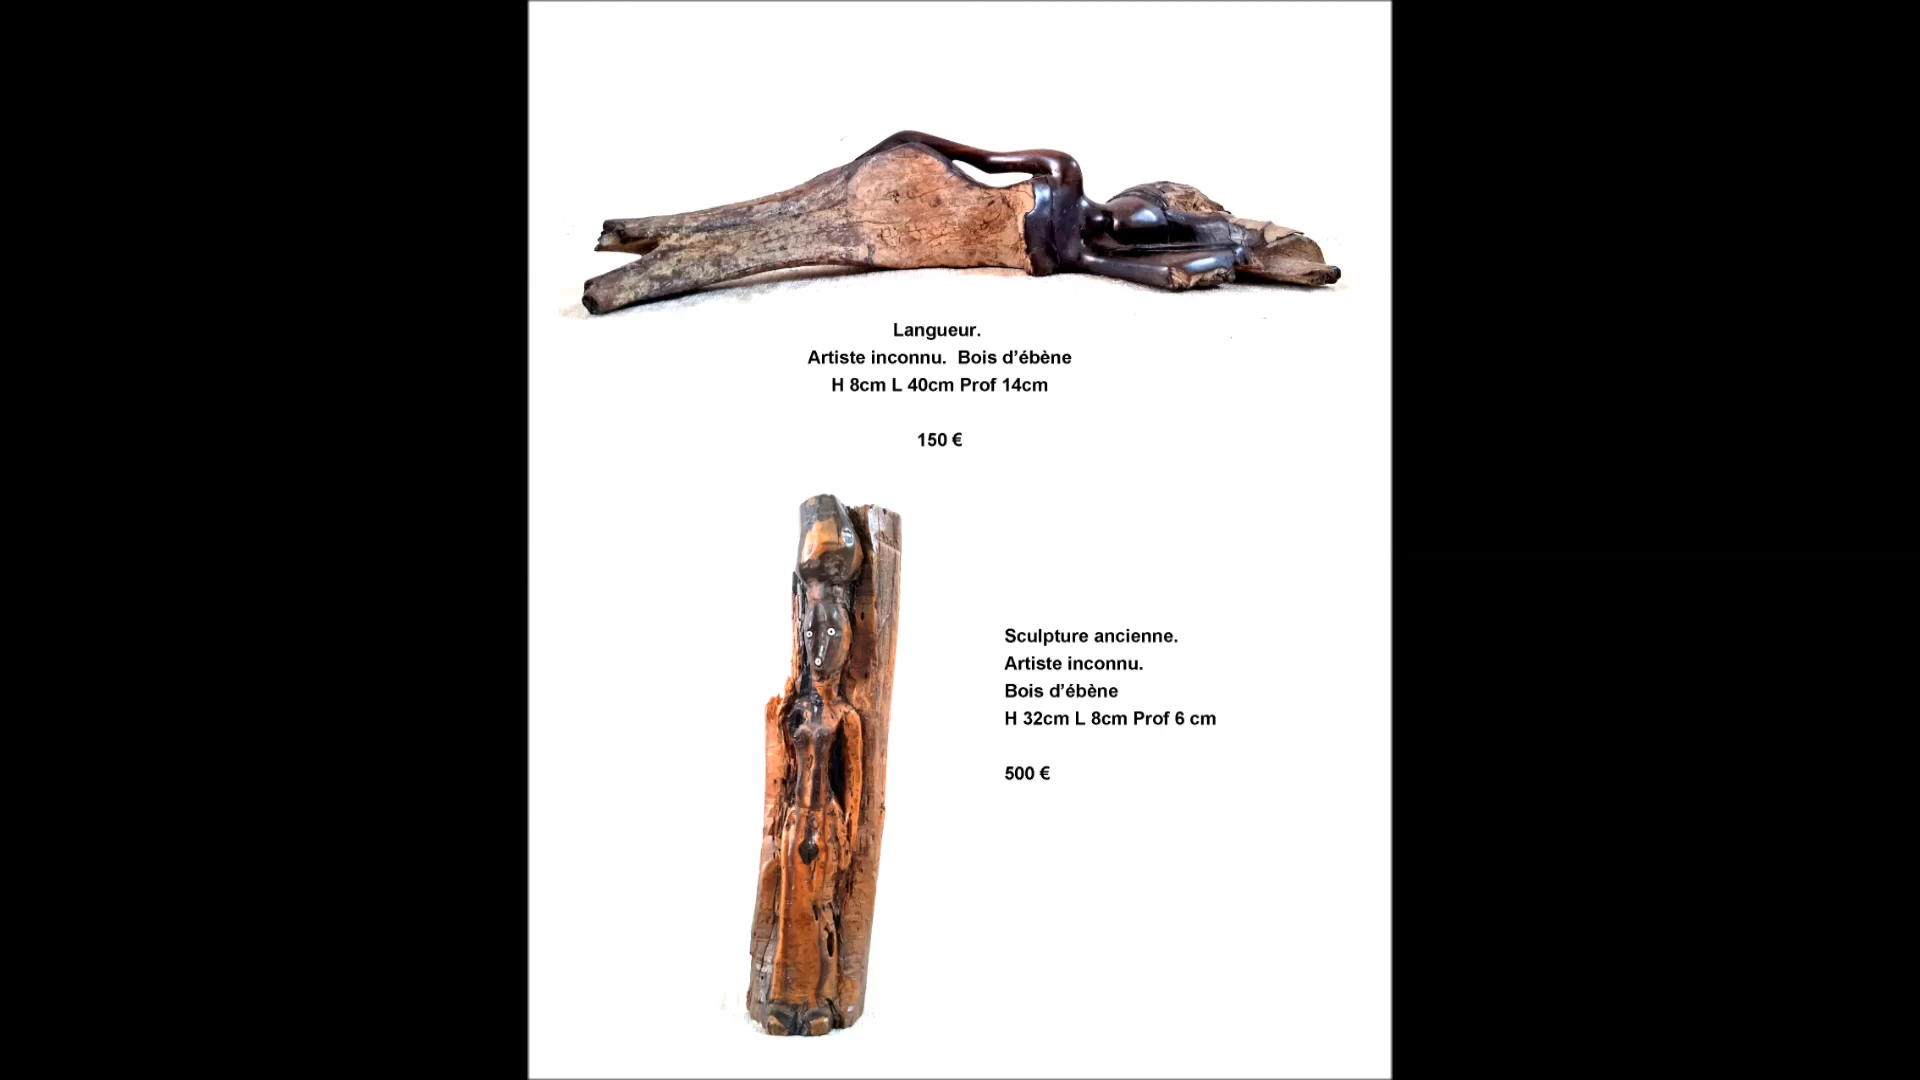 Langueur.
Artiste inconnu.  Bois d’ébène
H 8cm L 40cm Prof 14cm
150 €
Sculpture ancienne.
Artiste inconnu.
Bois d’ébène
H 32cm L 8cm Prof 6 cm
500 €